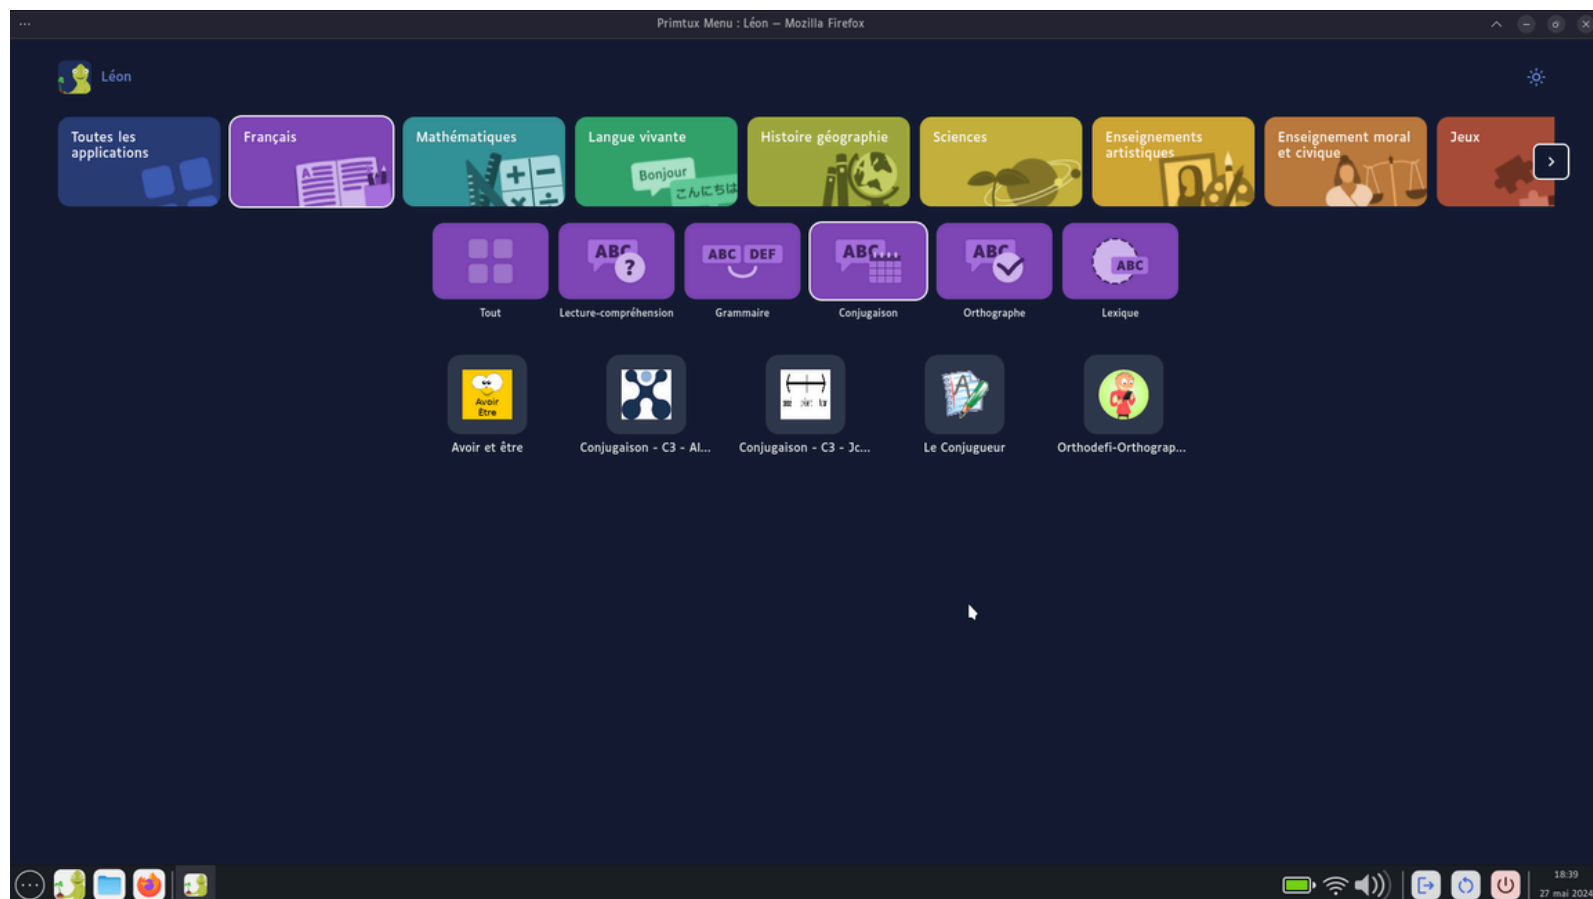 Primtux Menu : Léon — Mozilla Firefox
Léon
Toutes les
applications
Français
Mathématiques
Langue vivante
Bonjour
こんにちは
Histoire géographie
Sciences
Enseignements
artistiques
Enseignement moral
et civique
Jeux
ABC
?
ABC DEF
ABC
ABC
ABC
Tout
Lecture-compréhension
Grammaire
Conjugaison
Orthographe
Lexique
Avoir
Être
Avoir et être
Conjugaison - C3 - Al...
Conjugaison - C3 - Jc...
Le Conjugueur
Orthodefi-Orthograp...
18:39
27 mai 2024